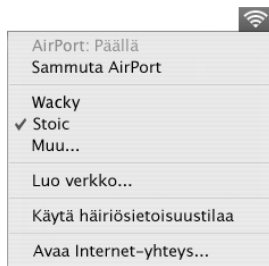 AirPort: Päällä
Sammuta AirPort
Wacky
✓ Stoic
Muu...
Luo verkko...
Käytä häiriösietoisuustilaa
Avaa Internet-yhteys...